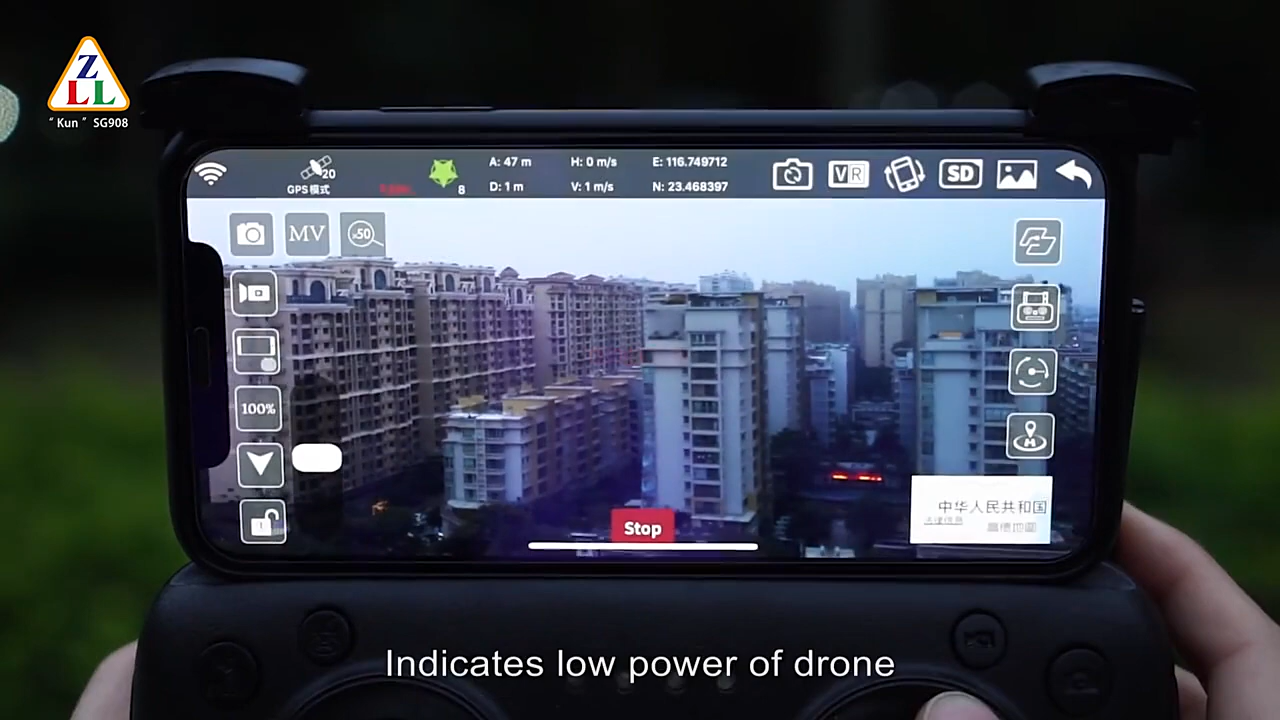 Z
LL
“Kun” SG908
20
GPS模式
8
A: 47 m
D: 1 m
H: 0 m/s
V: 1 m/s
E: 116.749712
N: 23.468397
VR
SD
MV
x50
100%
Stop
中华人民共和国
高德地图
Indicates low power of drone